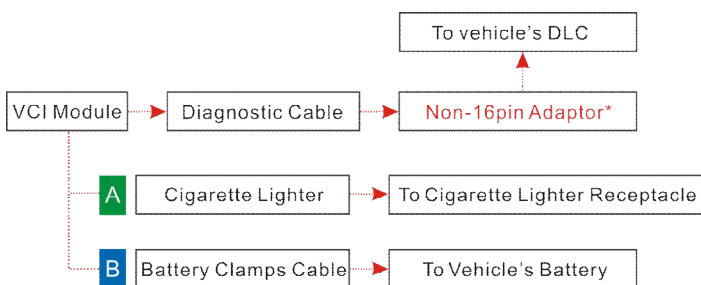 To vehicle's DLC
VCI Module
Diagnostic Cable
Non-16pin Adaptor*
A
Cigarette Lighter
To Cigarette Lighter Receptacle
B
Battery Clamps Cable
To Vehicle's Battery